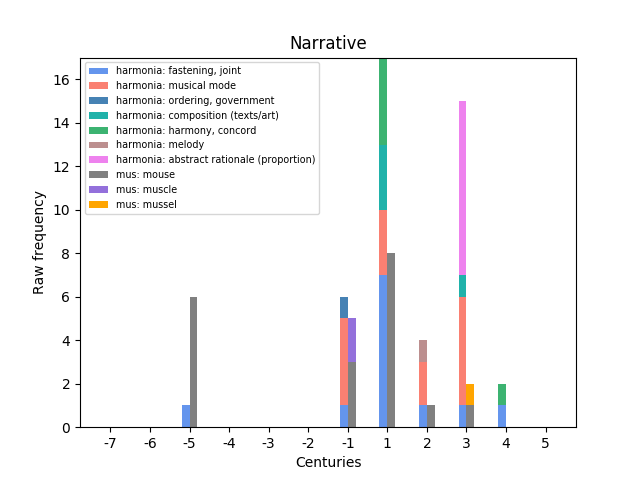 Narrative
harmonia: fastening, joint
harmonia: musical mode
harmonia: ordering, government
harmonia: composition (texts/art)
harmonia: harmony, concord
harmonia: melody
harmonia: abstract rationale (proportion)
mus: mouse
mus: muscle
mus: mussel
16
14
12
10
8
6
4
2
0
Raw frequency
-7 -6 -5 -4 -3 -2 -1 1 2 3 4 5
Centuries